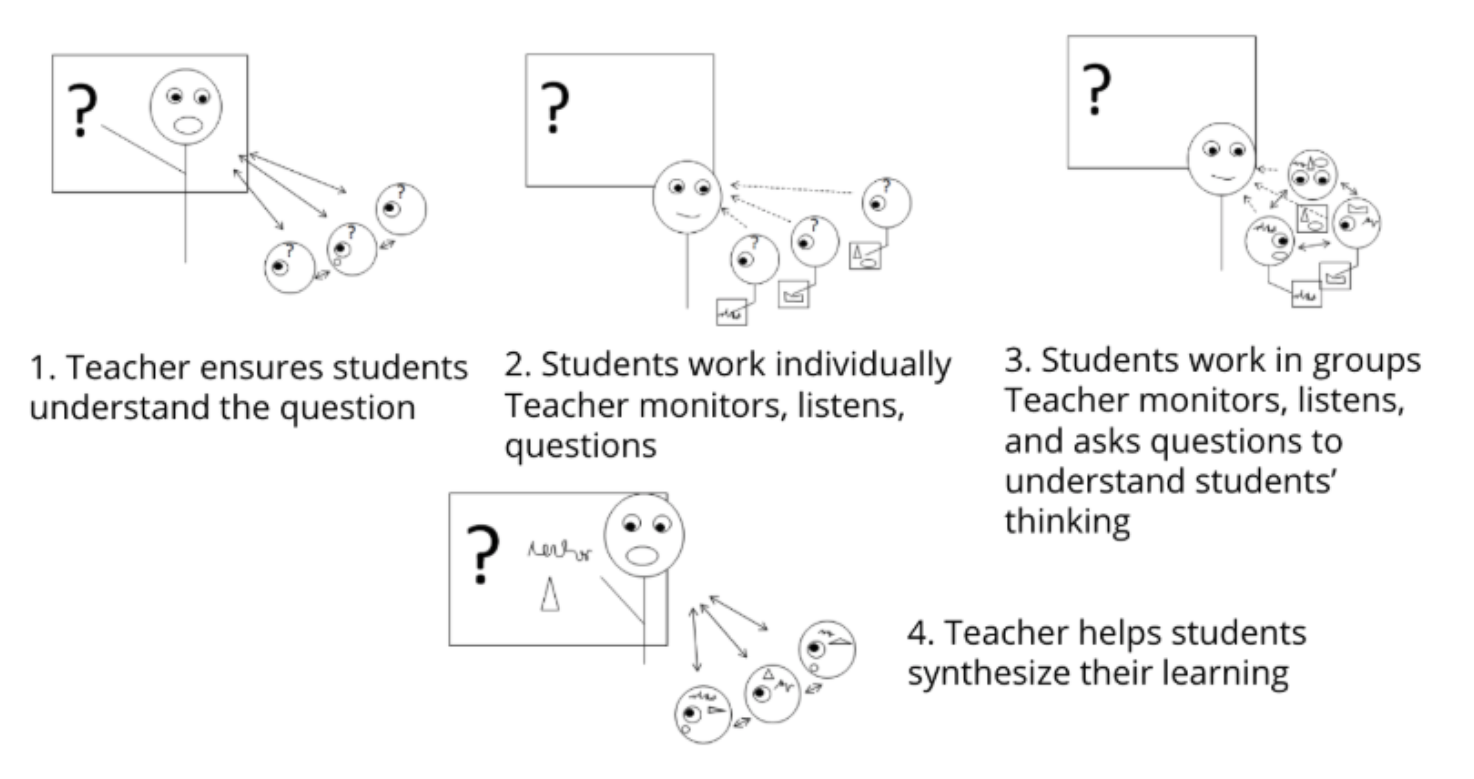 ?
?
?
?
?
?
?
?
?
1. Teacher ensures students
understand the question
2. Students work individually
Teacher monitors, listens,
questions
3. Students work in groups
Teacher monitors, listens,
and asks questions to
understand students’
thinking
?
4. Teacher helps students
synthesize their learning